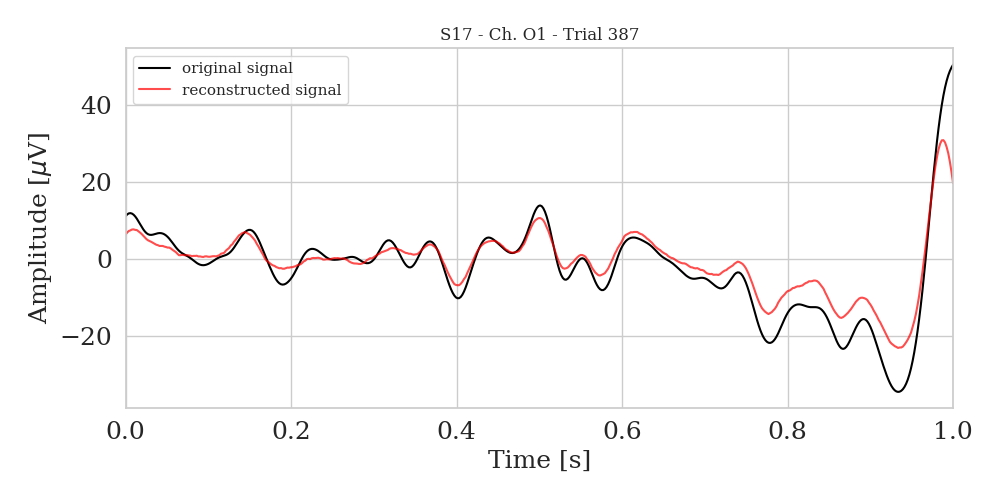 S17 - Ch. O1 - Trial 387
original signal
reconstructed signal
Amplitude [μV]
40
20
0
−20
0.0 0.2 0.4 0.6 0.8 1.0
Time [s]